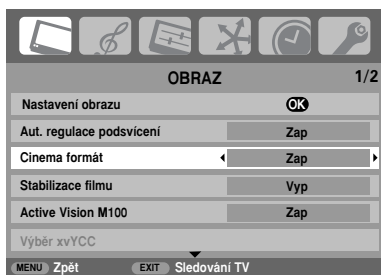 OBRAZ 1/2
Nastavení obrazu OK
Aut. regulace podsvícení Zap
Cinema formát Zap
Stabilizace filmu Vyp
Active Vision M100 Zap
Výběr xvYCC
MENU Zpět EXIT Sledování TV